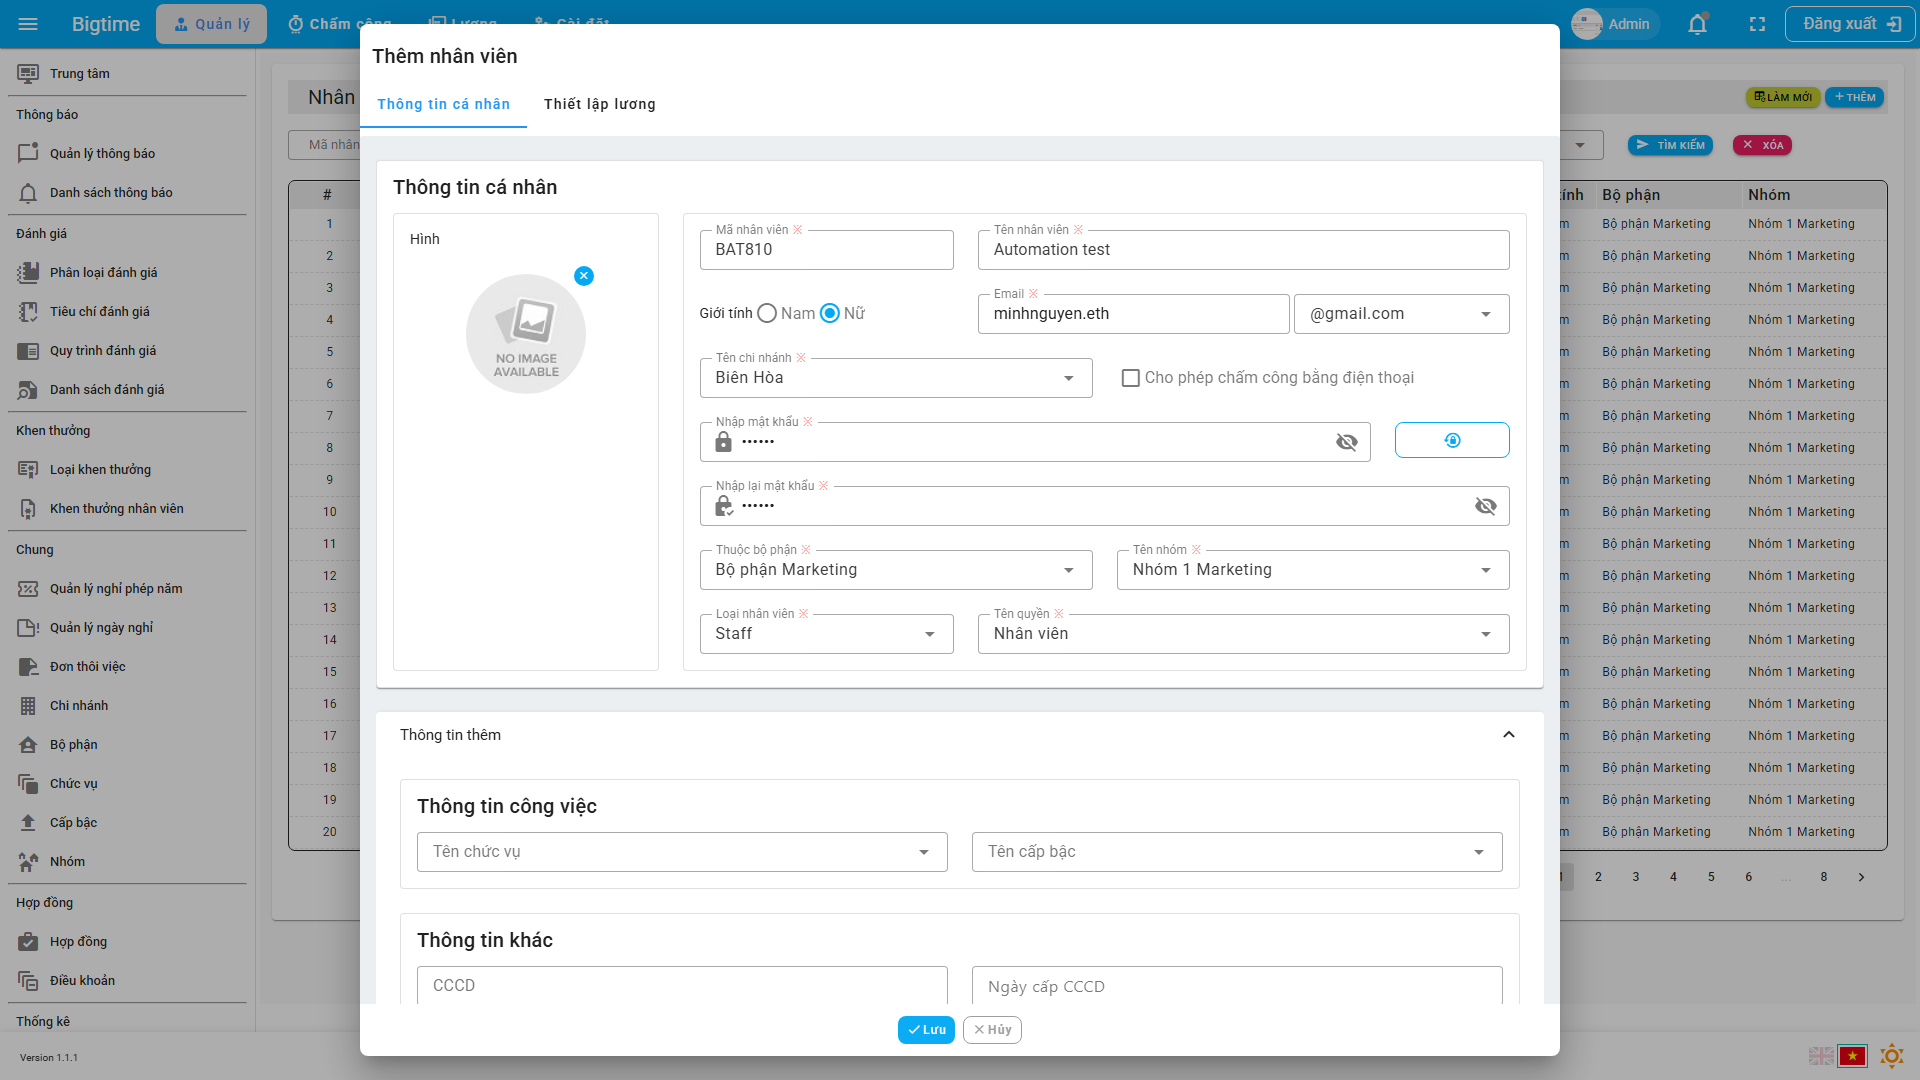 Bigtime
Quản lý
Chấm công
Lương
Cài đặt
Admin
Đăng xuất
Trung tâm
Thông báo
Quản lý thông báo
Danh sách thông báo
Đánh giá
Phân loại đánh giá
Tiêu chí đánh giá
Quy trình đánh giá
Danh sách đánh giá
Khen thưởng
Loại khen thưởng
Khen thưởng nhân viên
Chung
Quản lý nghỉ phép năm
Quản lý ngày nghỉ
Đơn thôi việc
Chi nhánh
Bộ phận
Chức vụ
Cấp bậc
Nhóm
Hợp đồng
Hợp đồng
Điều khoản
Thống kê
Version 1.1.1
Nhân
LÀM MỚI
THÊM
Mã nhân
TÌM KIẾM
XÓA
# tính Bộ phận Nhóm
1 m Bộ phận Marketing Nhóm 1 Marketing
2 m Bộ phận Marketing Nhóm 1 Marketing
3 m Bộ phận Marketing Nhóm 1 Marketing
4 m Bộ phận Marketing Nhóm 1 Marketing
5 m Bộ phận Marketing Nhóm 1 Marketing
6 m Bộ phận Marketing Nhóm 1 Marketing
7 m Bộ phận Marketing Nhóm 1 Marketing
8 m Bộ phận Marketing Nhóm 1 Marketing
9 m Bộ phận Marketing Nhóm 1 Marketing
10 m Bộ phận Marketing Nhóm 1 Marketing
11 m Bộ phận Marketing Nhóm 1 Marketing
12 m Bộ phận Marketing Nhóm 1 Marketing
13 m Bộ phận Marketing Nhóm 1 Marketing
14 m Bộ phận Marketing Nhóm 1 Marketing
15 m Bộ phận Marketing Nhóm 1 Marketing
16 m Bộ phận Marketing Nhóm 1 Marketing
17 m Bộ phận Marketing Nhóm 1 Marketing
18 m Bộ phận Marketing Nhóm 1 Marketing
19 m Bộ phận Marketing Nhóm 1 Marketing
20 m Bộ phận Marketing Nhóm 1 Marketing
1 2 3 4 5 6 ... 8
Thêm nhân viên
Thông tin cá nhân
Thiết lập lương
Thông tin cá nhân
Hình
NO IMAGE
AVAILABLE
Mã nhân viên ※
BAT810
Tên nhân viên ※
Automation test
Giới tính Nam Nữ
Email ※
minhnguyen.eth
@gmail.com
Tên chi nhánh ※
Biên Hòa
Cho phép chấm công bằng điện thoại
Nhập mật khẩu ※
••••••
Nhập lại mật khẩu ※
••••••
Thuộc bộ phận ※
Bộ phận Marketing
Tên nhóm ※
Nhóm 1 Marketing
Loại nhân viên ※
Staff
Tên quyền ※
Nhân viên
Thông tin thêm
Thông tin công việc
Tên chức vụ
Tên cấp bậc
Thông tin khác
CCCD
Ngày cấp CCCD
Lưu
Hủy